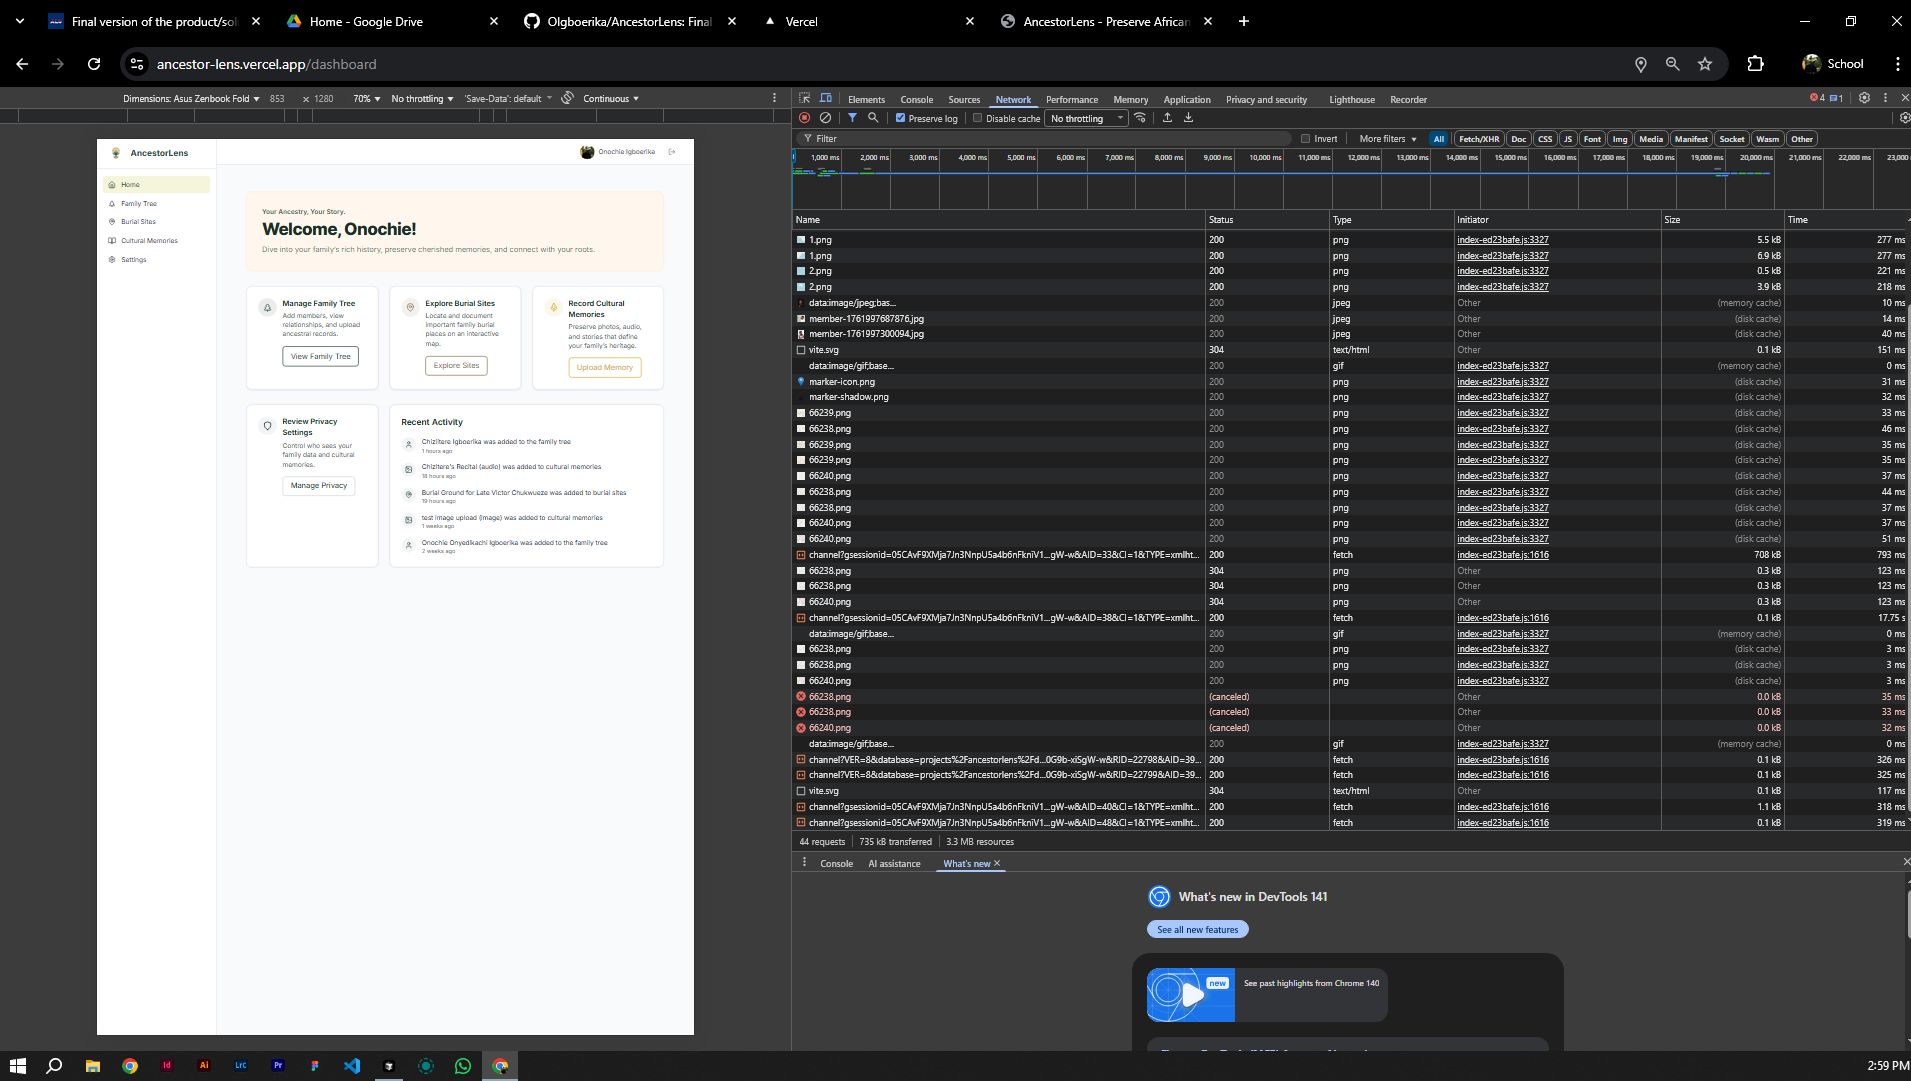 Final version of the product/sol
Home - Google Drive
OIgboerika/AncestorLens: Final
Vercel
AncestorLens - Preserve African
ancestor-lens.vercel.app/dashboard
School
Dimensions: Asus Zenbook Fold 853 × 1280 70% No throttling 'Save-Data': default Continuous
Elements Console Sources Network Performance Memory Application Privacy and security Lighthouse Recorder 4 1
Preserve log Disable cache No throttling
Filter Invert More filters All Fetch/XHR Doc CSS JS Font Img Media Manifest Socket Wasm Other
1,000 ms 2,000 ms 3,000 ms 4,000 ms 5,000 ms 6,000 ms 7,000 ms 8,000 ms 9,000 ms 10,000 ms 11,000 ms 12,000 ms 13,000 ms 14,000 ms 15,000 ms 16,000 ms 17,000 ms 18,000 ms 19,000 ms 20,000 ms 21,000 ms 22,000 ms 23,000
AncestorLens
Onochie Igboerika
Home
Family Tree
Burial Sites
Cultural Memories
Settings
Your Ancestry, Your Story.
Welcome, Onochie!
Dive into your family's rich history, preserve cherished memories, and connect with your roots.
Manage Family Tree
Add members, view
relationships, and upload
ancestral records.
View Family Tree
Explore Burial Sites
Locate and document
important family burial
places on an interactive
map.
Explore Sites
Record Cultural
Memories
Preserve photos, audio,
and stories that define
your family's heritage.
Upload Memory
Review Privacy
Settings
Control who sees your
family data and cultural
memories.
Manage Privacy
Recent Activity
Chizitere Igboerika was added to the family tree
1 hours ago
Chizitere's Recital (audio) was added to cultural memories
18 hours ago
Burial Ground for Late Victor Chukwueze was added to burial sites
19 hours ago
test image upload (image) was added to cultural memories
1 weeks ago
Onochie Onyedikachi Igboerika was added to the family tree
2 weeks ago
Name Status Type Initiator Size Time
1.png 200 png index-ed23bafe.js:3327 5.5 kB 277 ms
1.png 200 png index-ed23bafe.js:3327 6.9 kB 277 ms
2.png 200 png index-ed23bafe.js:3327 0.5 kB 221 ms
2.png 200 png index-ed23bafe.js:3327 3.9 kB 218 ms
data:image/jpeg;bas... 200 jpeg Other (memory cache) 10 ms
member-1761997687876.jpg 200 jpeg Other (disk cache) 14 ms
member-1761997300094.jpg 200 jpeg Other (disk cache) 40 ms
vite.svg 304 text/html Other 0.1 kB 151 ms
data:image/gif;base... 200 gif index-ed23bafe.js:3327 (memory cache) 0 ms
marker-icon.png 200 png index-ed23bafe.js:3327 (disk cache) 31 ms
marker-shadow.png 200 png index-ed23bafe.js:3327 (disk cache) 32 ms
66239.png 200 png index-ed23bafe.js:3327 (disk cache) 33 ms
66238.png 200 png index-ed23bafe.js:3327 (disk cache) 46 ms
66239.png 200 png index-ed23bafe.js:3327 (disk cache) 35 ms
66239.png 200 png index-ed23bafe.js:3327 (disk cache) 35 ms
66240.png 200 png index-ed23bafe.js:3327 (disk cache) 37 ms
66238.png 200 png index-ed23bafe.js:3327 (disk cache) 44 ms
66238.png 200 png index-ed23bafe.js:3327 (disk cache) 37 ms
66240.png 200 png index-ed23bafe.js:3327 (disk cache) 37 ms
66240.png 200 png index-ed23bafe.js:3327 (disk cache) 51 ms
channel?gsessionid=05CAvF9XMja7Jn3NnpU5a4b6nFkniV1...gW-w&AID=33&CI=1&TYPE=xmlht... 200 fetch index-ed23bafe.js:1616 708 kB 793 ms
66238.png 304 png Other 0.3 kB 123 ms
66238.png 304 png Other 0.3 kB 123 ms
66240.png 304 png Other 0.3 kB 123 ms
channel?gsessionid=05CAvF9XMja7Jn3NnpU5a4b6nFkniV1...gW-w&AID=38&CI=1&TYPE=xmlht... 200 fetch index-ed23bafe.js:1616 0.1 kB 17.75 s
data:image/gif;base... 200 gif index-ed23bafe.js:3327 (memory cache) 0 ms
66238.png 200 png index-ed23bafe.js:3327 (disk cache) 3 ms
66238.png 200 png index-ed23bafe.js:3327 (disk cache) 3 ms
66240.png 200 png index-ed23bafe.js:3327 (disk cache) 3 ms
66238.png (canceled) Other 0.0 kB 35 ms
66238.png (canceled) Other 0.0 kB 33 ms
66240.png (canceled) Other 0.0 kB 32 ms
data:image/gif;base... 200 gif index-ed23bafe.js:3327 (memory cache) 0 ms
channel?VER=8&database=projects%2Fancestorlens%2Fd...0G9b-xiSgW-w&RID=22798&AID=39... 200 fetch index-ed23bafe.js:1616 0.1 kB 326 ms
channel?VER=8&database=projects%2Fancestorlens%2Fd...0G9b-xiSgW-w&RID=22799&AID=39... 200 fetch index-ed23bafe.js:1616 0.1 kB 325 ms
vite.svg 304 text/html Other 0.1 kB 117 ms
channel?gsessionid=05CAvF9XMja7Jn3NnpU5a4b6nFkniV1...gW-w&AID=40&CI=1&TYPE=xmlht... 200 fetch index-ed23bafe.js:1616 1.1 kB 318 ms
channel?gsessionid=05CAvF9XMja7Jn3NnpU5a4b6nFkniV1...gW-w&AID=48&CI=1&TYPE=xmlht... 200 fetch index-ed23bafe.js:1616 0.1 kB 319 ms
44 requests 735 kB transferred 3.3 MB resources
Console AI assistance What's new
What's new in DevTools 141
See all new features
new
See past highlights from Chrome 140
Id Ai LrC Pr
2:59 PM